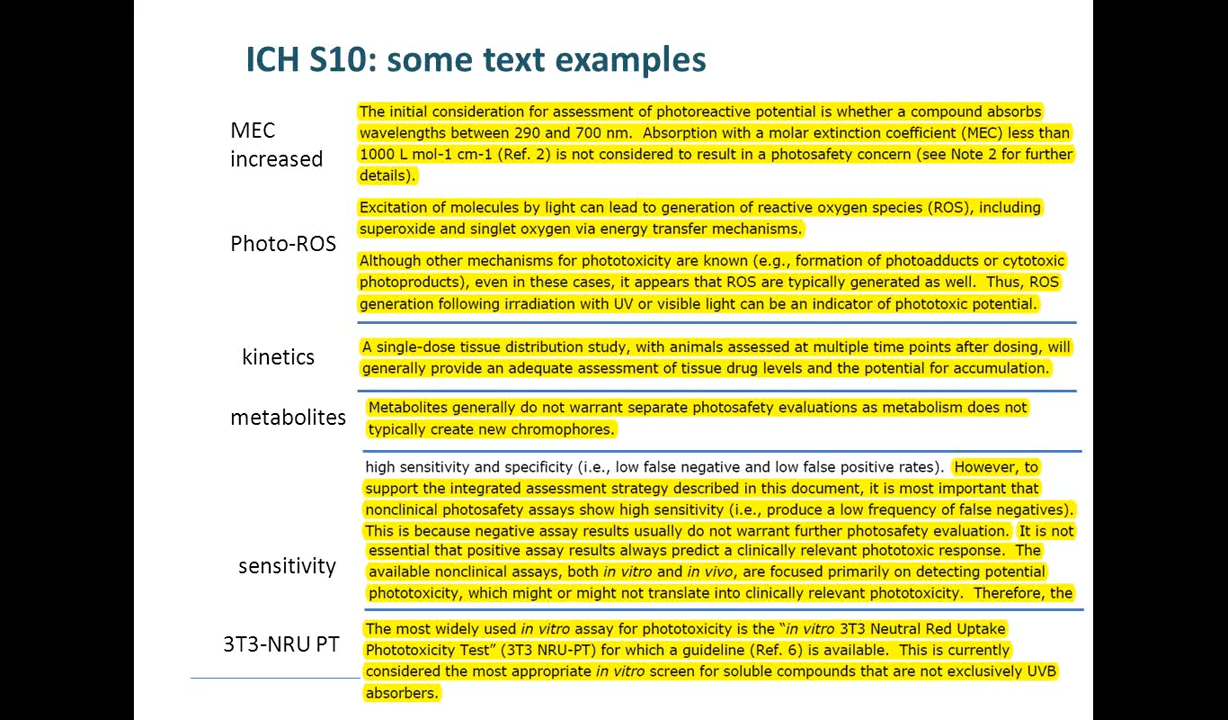 ICH S10: some text examples
MEC
increased
The initial consideration for assessment of photoreactive potential is whether a compound absorbs
wavelengths between 290 and 700 nm. Absorption with a molar extinction coefficient (MEC) less than
1000 L mol-1 cm-1 (Ref. 2) is not considered to result in a photosafety concern (see Note 2 for further
details).
Photo-ROS
Excitation of molecules by light can lead to generation of reactive oxygen species (ROS), including
superoxide and singlet oxygen via energy transfer mechanisms.
Although other mechanisms for phototoxicity are known (e.g., formation of photoadducts or cytotoxic
photoproducts), even in these cases, it appears that ROS are typically generated as well. Thus, ROS
generation following irradiation with UV or visible light can be an indicator of phototoxic potential.
kinetics
A single-dose tissue distribution study, with animals assessed at multiple time points after dosing, will
generally provide an adequate assessment of tissue drug levels and the potential for accumulation.
metabolites
Metabolites generally do not warrant separate photosafety evaluations as metabolism does not
typically create new chromophores.
sensitivity
high sensitivity and specificity (i.e., low false negative and low false positive rates). However, to
support the integrated assessment strategy described in this document, it is most important that
nonclinical photosafety assays show high sensitivity (i.e., produce a low frequency of false negatives).
This is because negative assay results usually do not warrant further photosafety evaluation. It is not
essential that positive assay results always predict a clinically relevant phototoxic response. The
available nonclinical assays, both in vitro and in vivo, are focused primarily on detecting potential
phototoxicity, which might or might not translate into clinically relevant phototoxicity. Therefore, the
3T3-NRU PT
The most widely used in vitro assay for phototoxicity is the "in vitro 3T3 Neutral Red Uptake
Phototoxicity Test" (3T3 NRU-PT) for which a guideline (Ref. 6) is available. This is currently
considered the most appropriate in vitro screen for soluble compounds that are not exclusively UVB
absorbers.